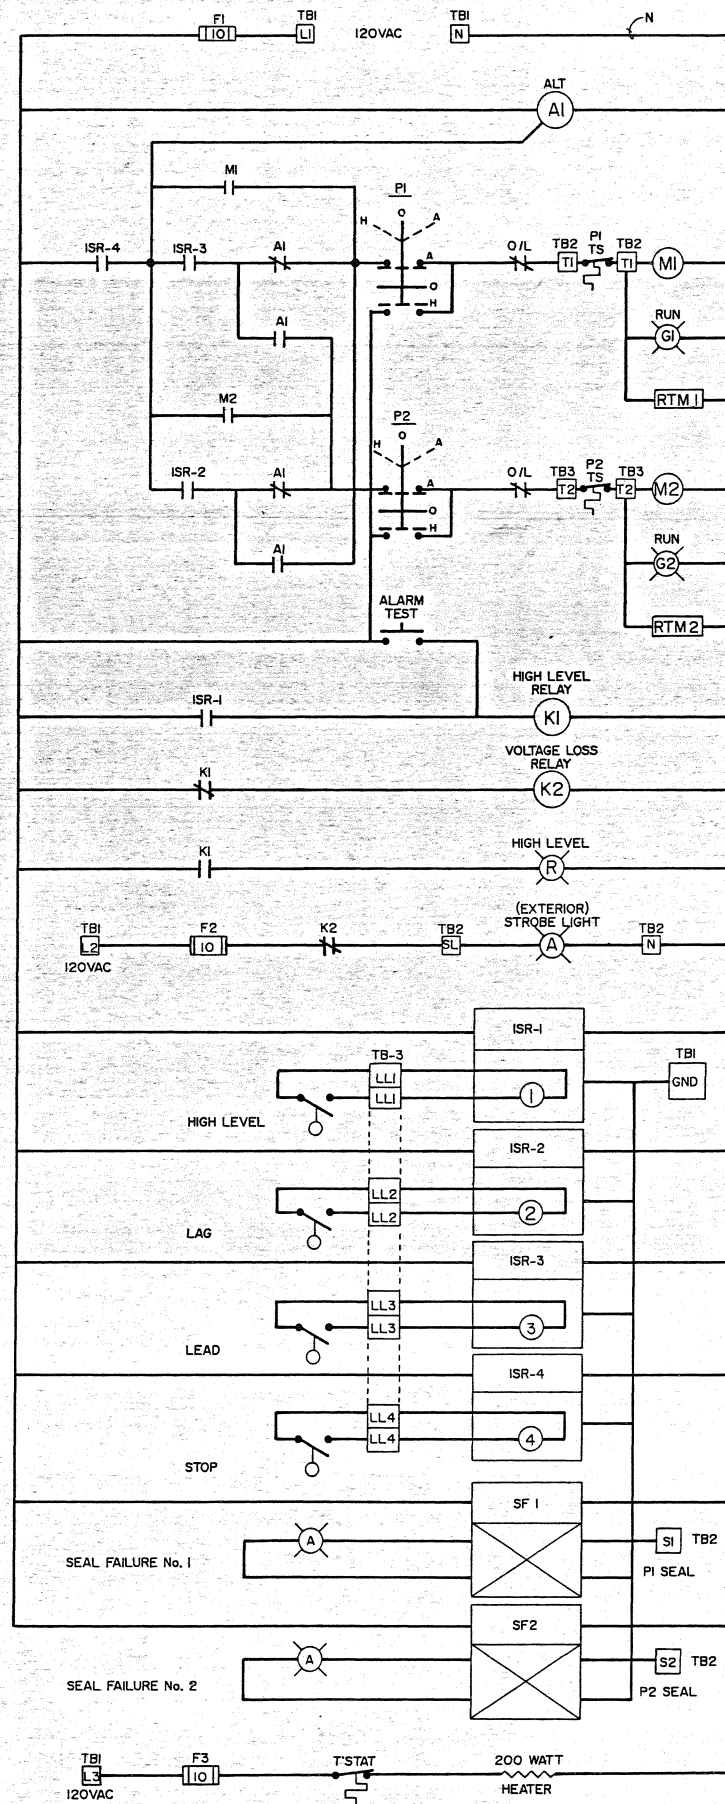 F1 TB1 TB1 N
10 L1 120VAC N
ALT
A1
M1
P1
O
H A
ISR-4 ISR-3 A1 A O/L TB2 P1 TS TB2
T1 T1 M1
O
H
RUN
G1
A1
RTM 1
M2
P2
O
H A
ISR-2 A1 A O/L TB3 P2 TS TB3
T2 T2 M2
O
H
RUN
G2
A1
ALARM
TEST
RTM 2
HIGH LEVEL
RELAY
ISR-1
K1
VOLTAGE LOSS
RELAY
K1
K2
HIGH LEVEL
K1
R
(EXTERIOR)
STROBE LIGHT
TB1 F2 K2 TB2 TB2
L2 10 SL A N
120VAC
ISR-1
TB-3 TB1
LL1 GND
LL1 1
HIGH LEVEL
ISR-2
LL2
LL2 2
LAG
ISR-3
LL3
LL3 3
LEAD
ISR-4
LL4
LL4 4
STOP
SF 1
A S1 TB2
SEAL FAILURE No. 1 P1 SEAL
SF2
A S2 TB2
SEAL FAILURE No. 2 P2 SEAL
TB1 F3 T'STAT 200 WATT
L3 10
120VAC HEATER